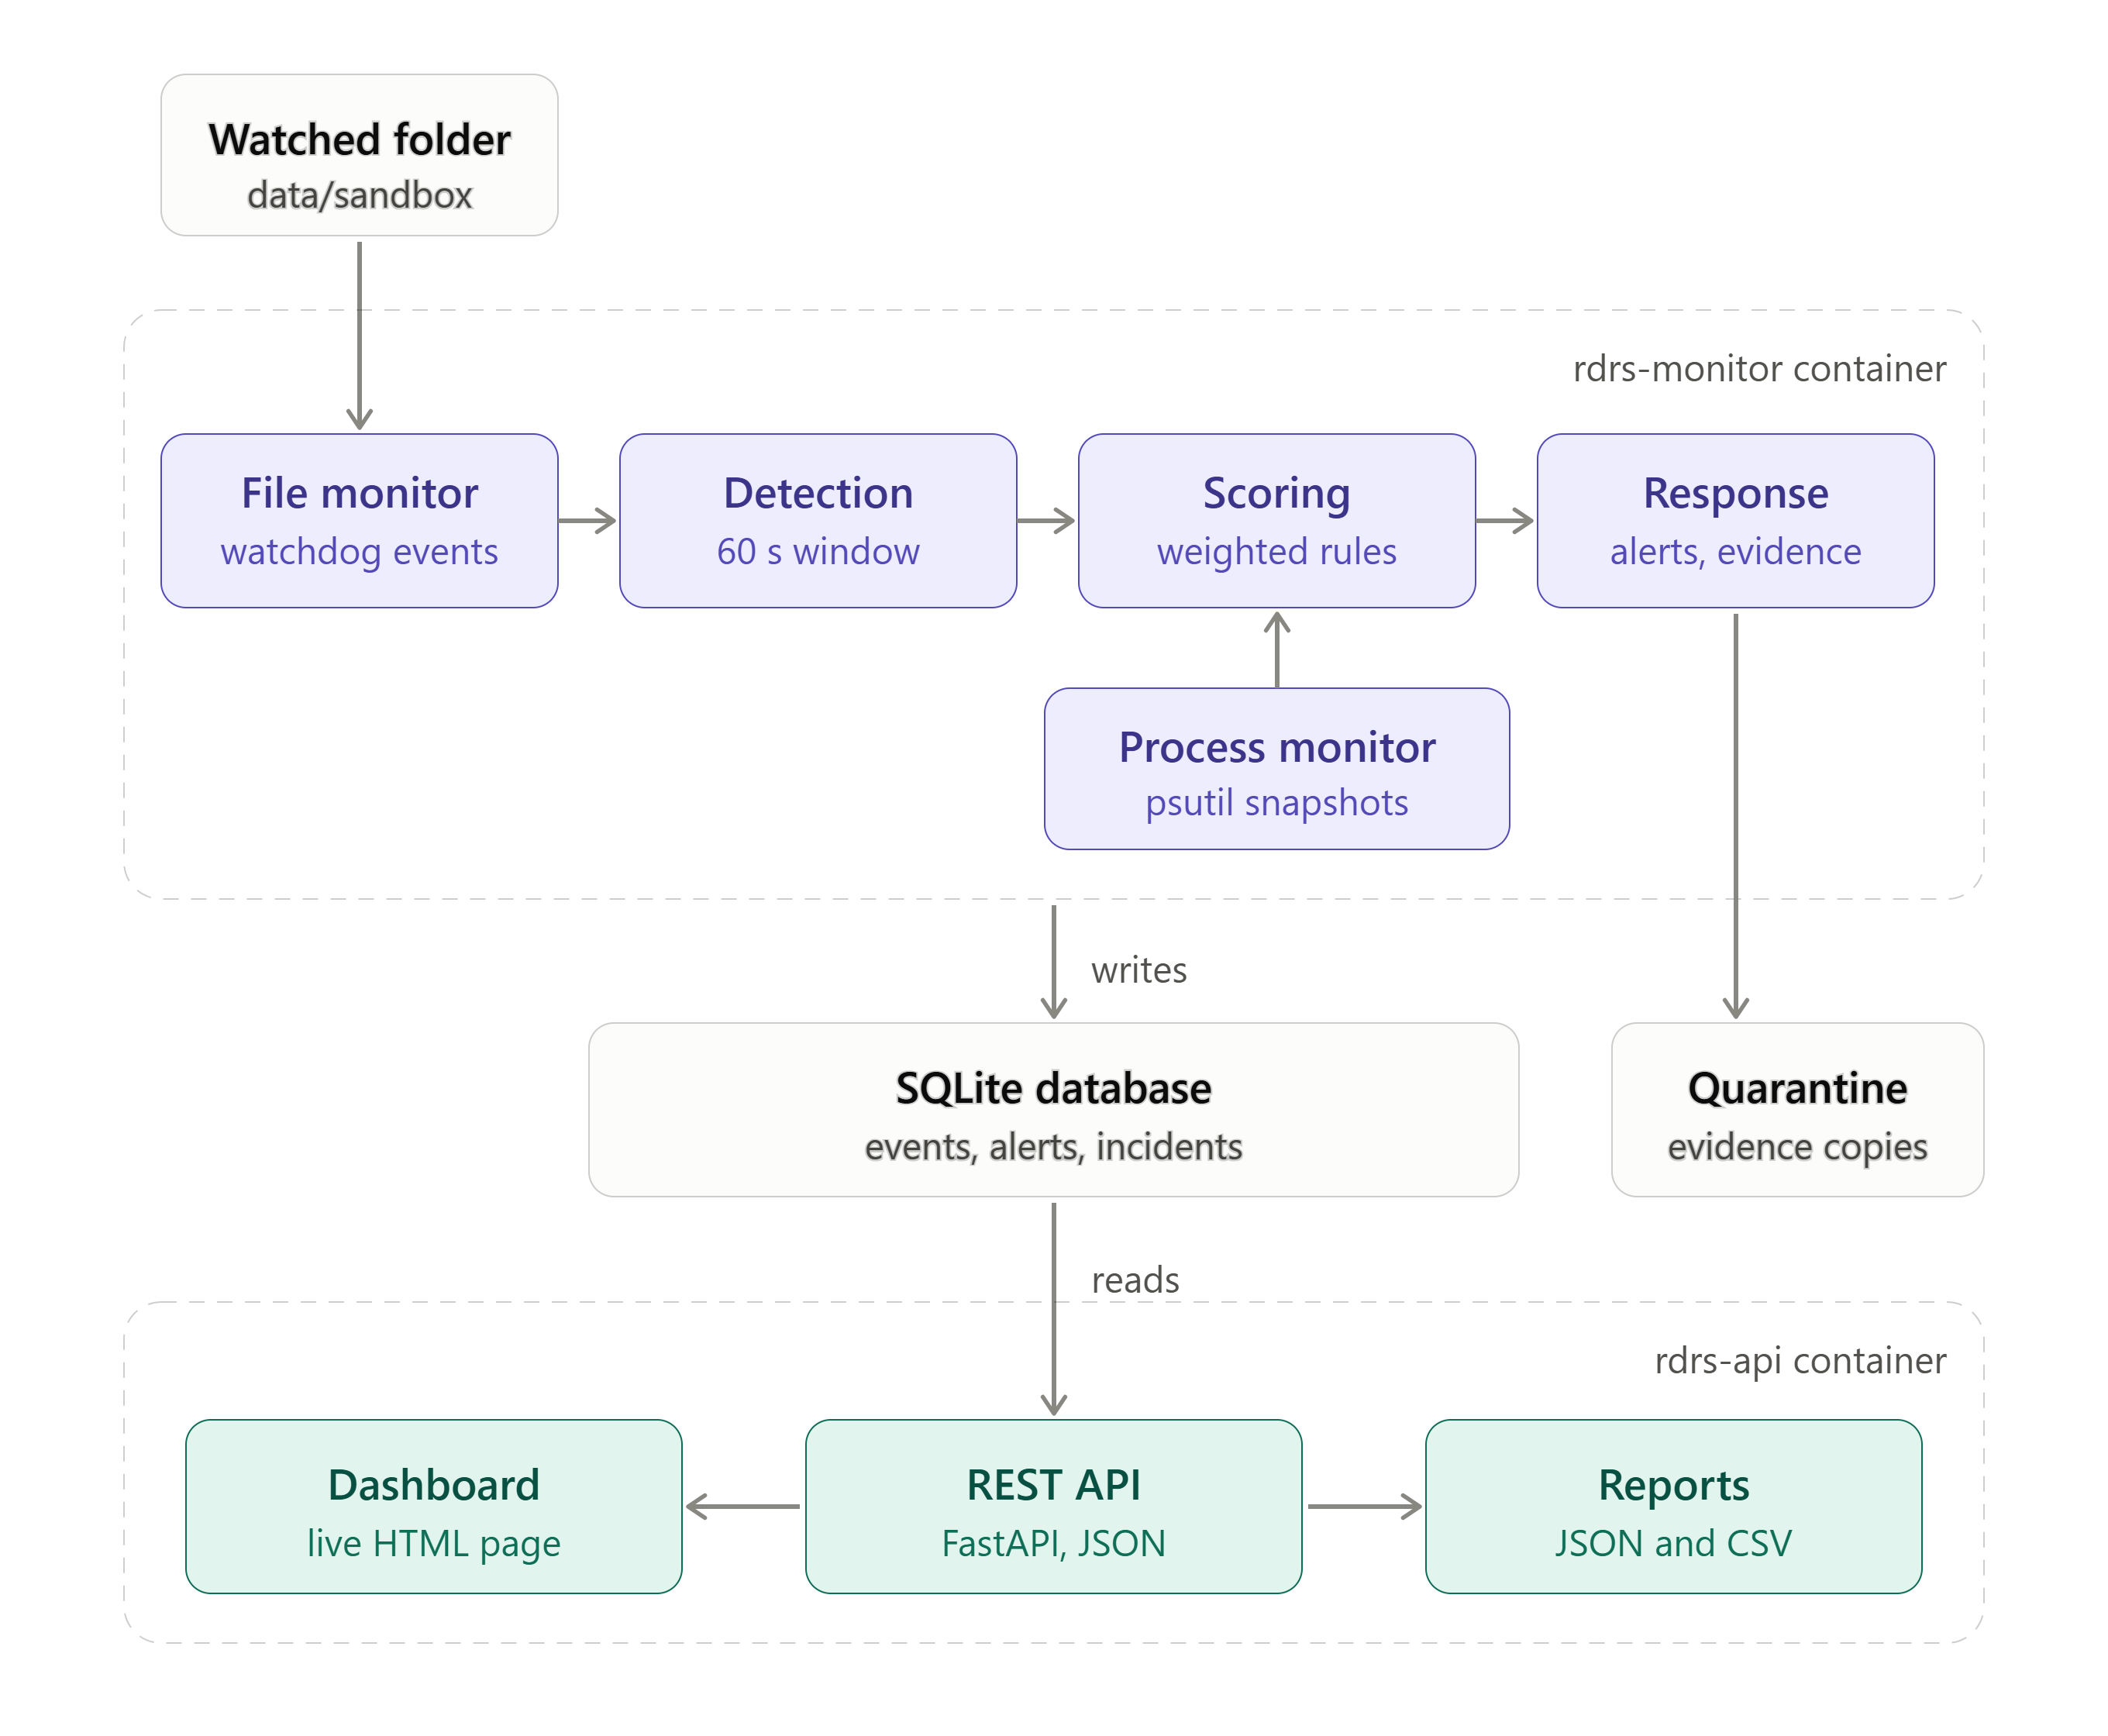 Watched folder
data/sandbox
rdrs-monitor container
File monitor
watchdog events
Detection
60 s window
Scoring
weighted rules
Response
alerts, evidence
Process monitor
psutil snapshots
writes
SQLite database
events, alerts, incidents
Quarantine
evidence copies
reads
rdrs-api container
Dashboard
live HTML page
REST API
FastAPI, JSON
Reports
JSON and CSV